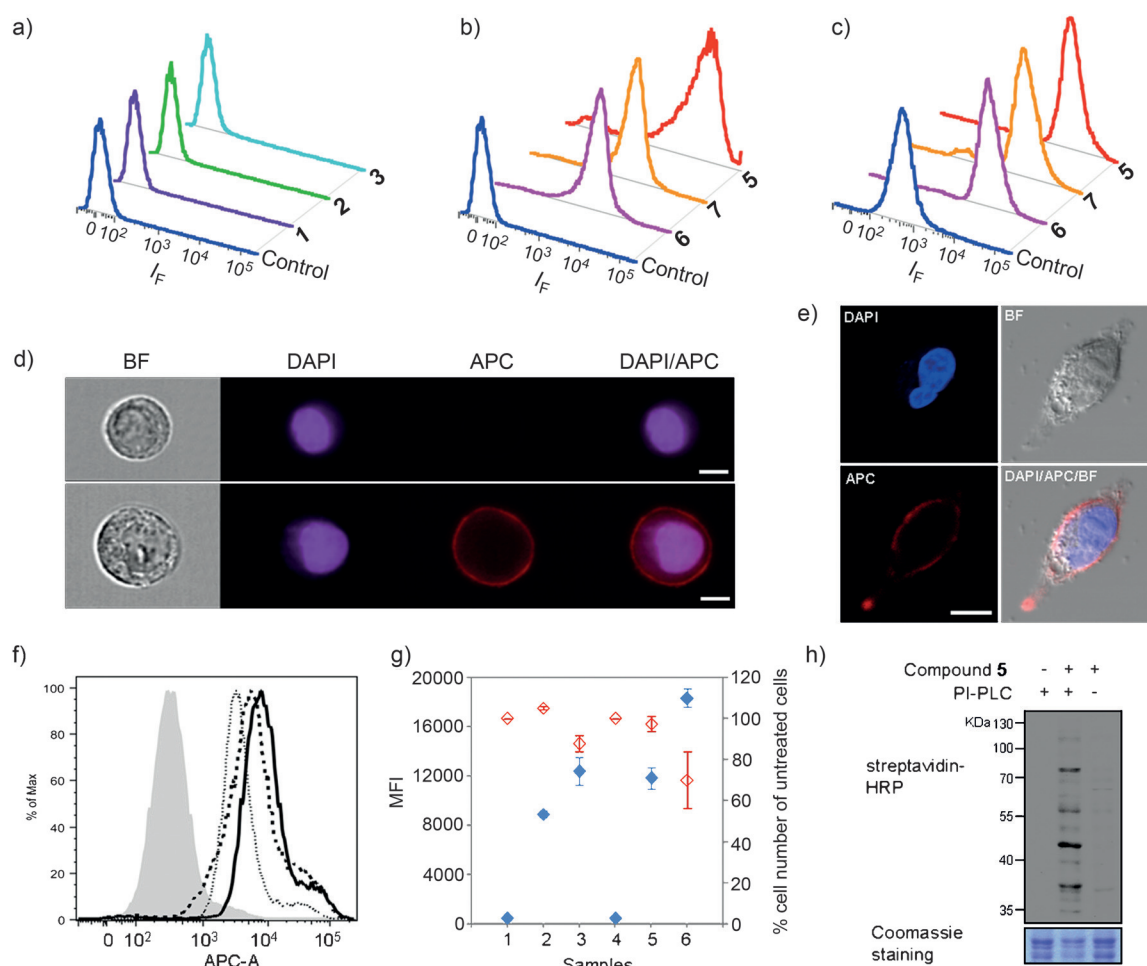 a)
b)
c)
0 10² 10³ 10⁴ 10⁵
I_F
Control
1
2
3
0 10² 10³ 10⁴ 10⁵
I_F
Control
6
7
5
0 10² 10³ 10⁴ 10⁵
I_F
Control
6
7
5
d)
BF DAPI APC DAPI/APC
e)
DAPI
BF
APC
DAPI/APC/BF
f)
% of Max
100
80
60
40
20
0
0 10² 10³ 10⁴ 10⁵
APC-A
g)
MFI
20000
16000
12000
8000
4000
0
120
100
80
60
40
20
0
% cell number of untreated cells
1 2 3 4 5 6
Samples
h)
Compound 5 - + +
PI-PLC + + -
KDa 130
100
70
55
40
35
streptavidin-
HRP
Coomassie
staining